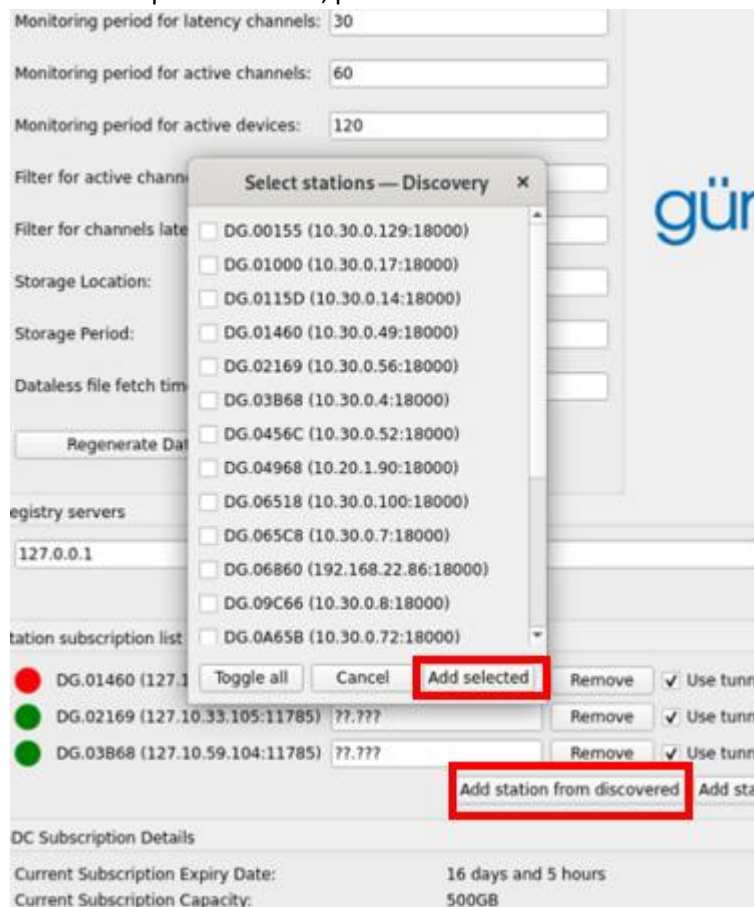 Monitoring period for latency channels: 30
Monitoring period for active channels: 60
Monitoring period for active devices: 120
Filter for active chann
Select stations — Discovery ×
gür
Filter for channels late
DG.00155 (10.30.0.129:18000)
DG.01000 (10.30.0.17:18000)
Storage Location:
DG.0115D (10.30.0.14:18000)
Storage Period:
DG.01460 (10.30.0.49:18000)
DG.02169 (10.30.0.56:18000)
Dataless file fetch tim
DG.03B68 (10.30.0.4:18000)
Regenerate Dat
DG.0456C (10.30.0.52:18000)
DG.04968 (10.20.1.90:18000)
DG.06518 (10.30.0.100:18000)
egistry servers
DG.065C8 (10.30.0.7:18000)
127.0.0.1
DG.06860 (192.168.22.86:18000)
DG.09C66 (10.30.0.8:18000)
tation subscription list
DG.0A65B (10.30.0.72:18000)
Toggle all Cancel Add selected
DG.01460 (127.1 Remove Use tunn
DG.02169 (127.10.33.105:11785) ??.??? Remove Use tunn
DG.03B68 (127.10.59.104:11785) ??.??? Remove Use tunn
Add station from discovered Add sta
DC Subscription Details
Current Subscription Expiry Date: 16 days and 5 hours
Current Subscription Capacity: 500GB